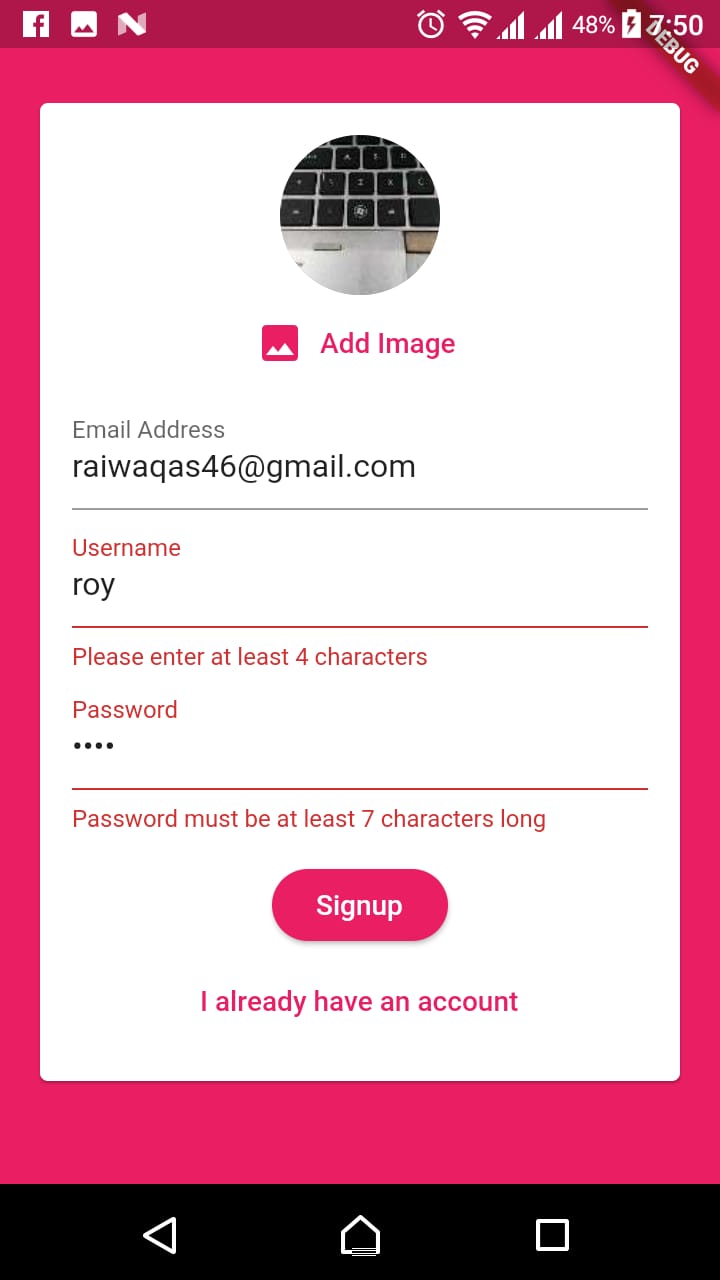 48% 7:50
DEBUG
Add Image
Email Address
raiwaqas46@gmail.com
Username
roy
Please enter at least 4 characters
Password
••••
Password must be at least 7 characters long
Signup
I already have an account